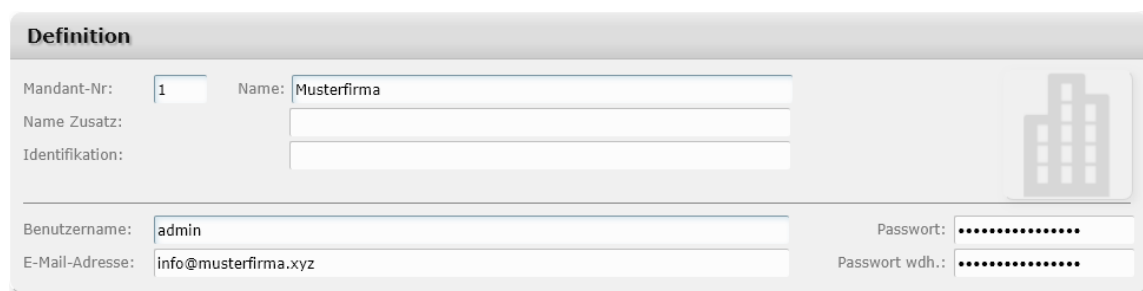 Definition
Mandant-Nr: 1 Name: Musterfirma
Name Zusatz:
Identifikation:
Benutzername: admin Passwort: ••••••••••••••••
E-Mail-Adresse: info@musterfirma.xyz Passwort wdh.: ••••••••••••••••